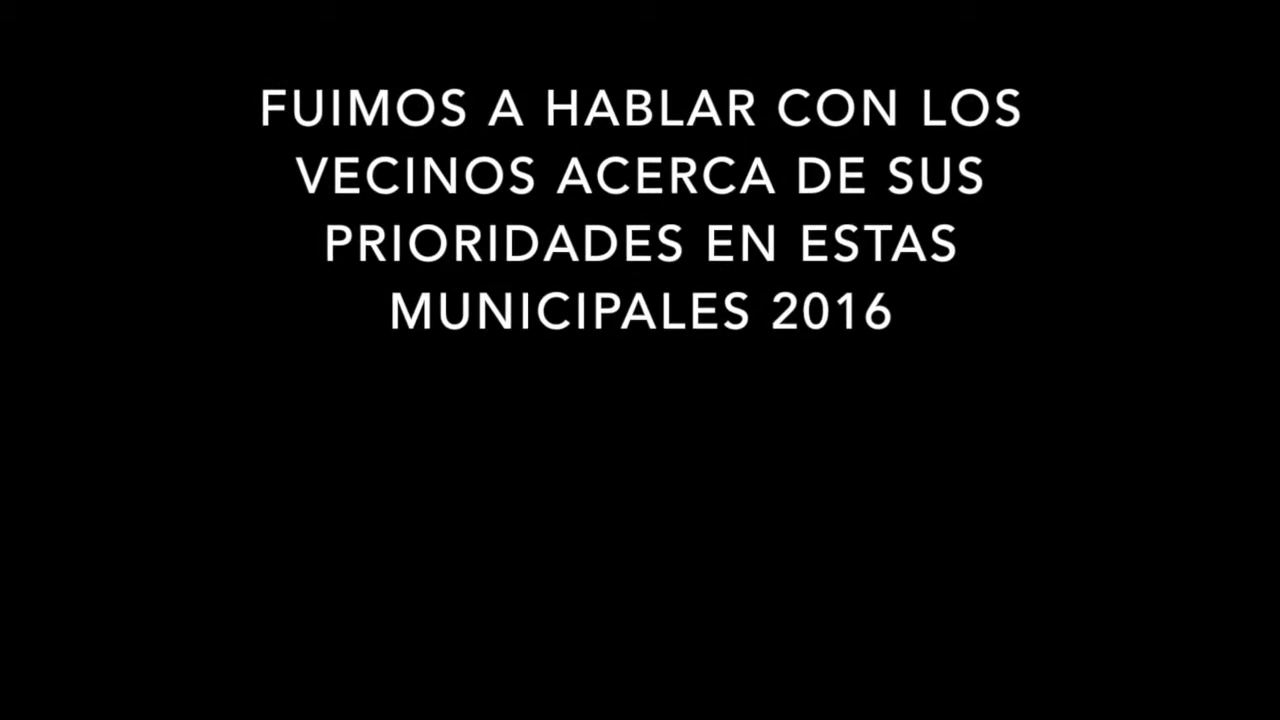 FUIMOS A HABLAR CON LOS
VECINOS ACERCA DE SUS
PRIORIDADES EN ESTAS
MUNICIPALES 2016